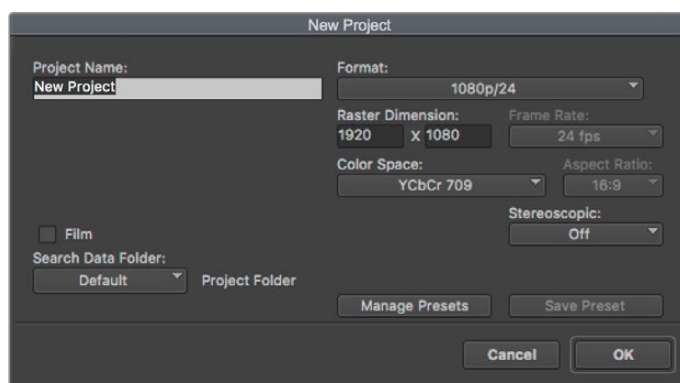 New Project
Project Name:
New Project
Format:
1080p/24
Raster Dimension:
Frame Rate:
1920 x 1080
24 fps
Color Space:
Aspect Ratio:
YCbCr 709
16:9
Stereoscopic:
Off
Film
Search Data Folder:
Default
Project Folder
Manage Presets
Save Preset
Cancel
OK